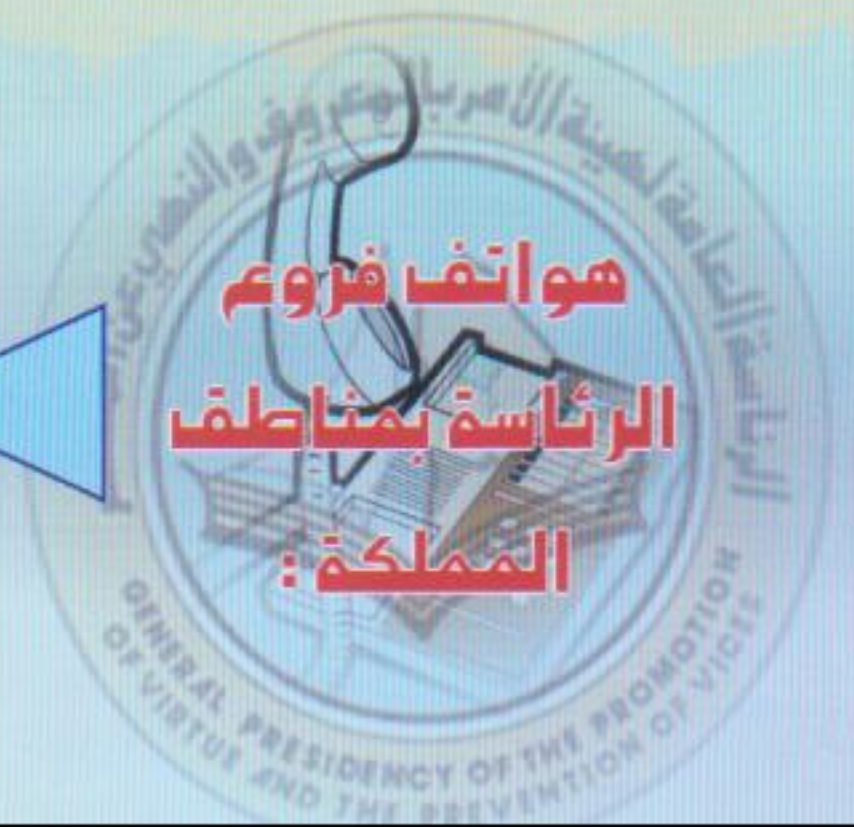 الرئاسة العامة لهيئة الأمر بالمعروف والنهي عن
هواتف فروع
الرئاسة بمناطق
المملكة :
GENERAL PRESIDENCY OF THE PROMOTION
OF VIRTUE AND THE PREVENTION OF VICES